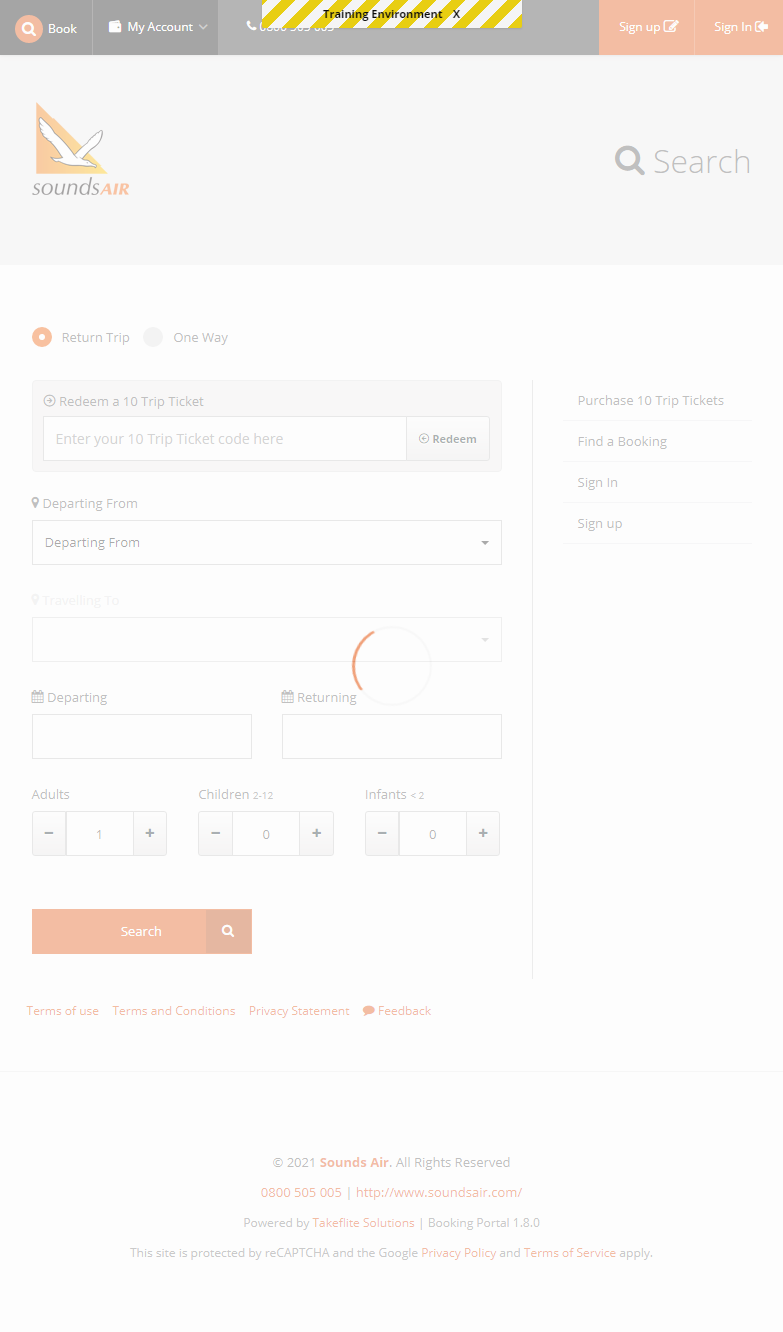 Book
My Account
0800 505 005
Training Environment X
Sign up
Sign In
sounds AIR
Search
Return Trip
One Way
Redeem a 10 Trip Ticket
Enter your 10 Trip Ticket code here
Redeem
Purchase 10 Trip Tickets
Find a Booking
Sign In
Sign up
Departing From
Departing From
Travelling To
Departing
Returning
Adults
Children 2-12
Infants < 2
− 1 +
− 0 +
− 0 +
Search
Terms of use
Terms and Conditions
Privacy Statement
Feedback
© 2021 Sounds Air. All Rights Reserved
0800 505 005 | http://www.soundsair.com/
Powered by Takeflite Solutions | Booking Portal 1.8.0
This site is protected by reCAPTCHA and the Google Privacy Policy and Terms of Service apply.